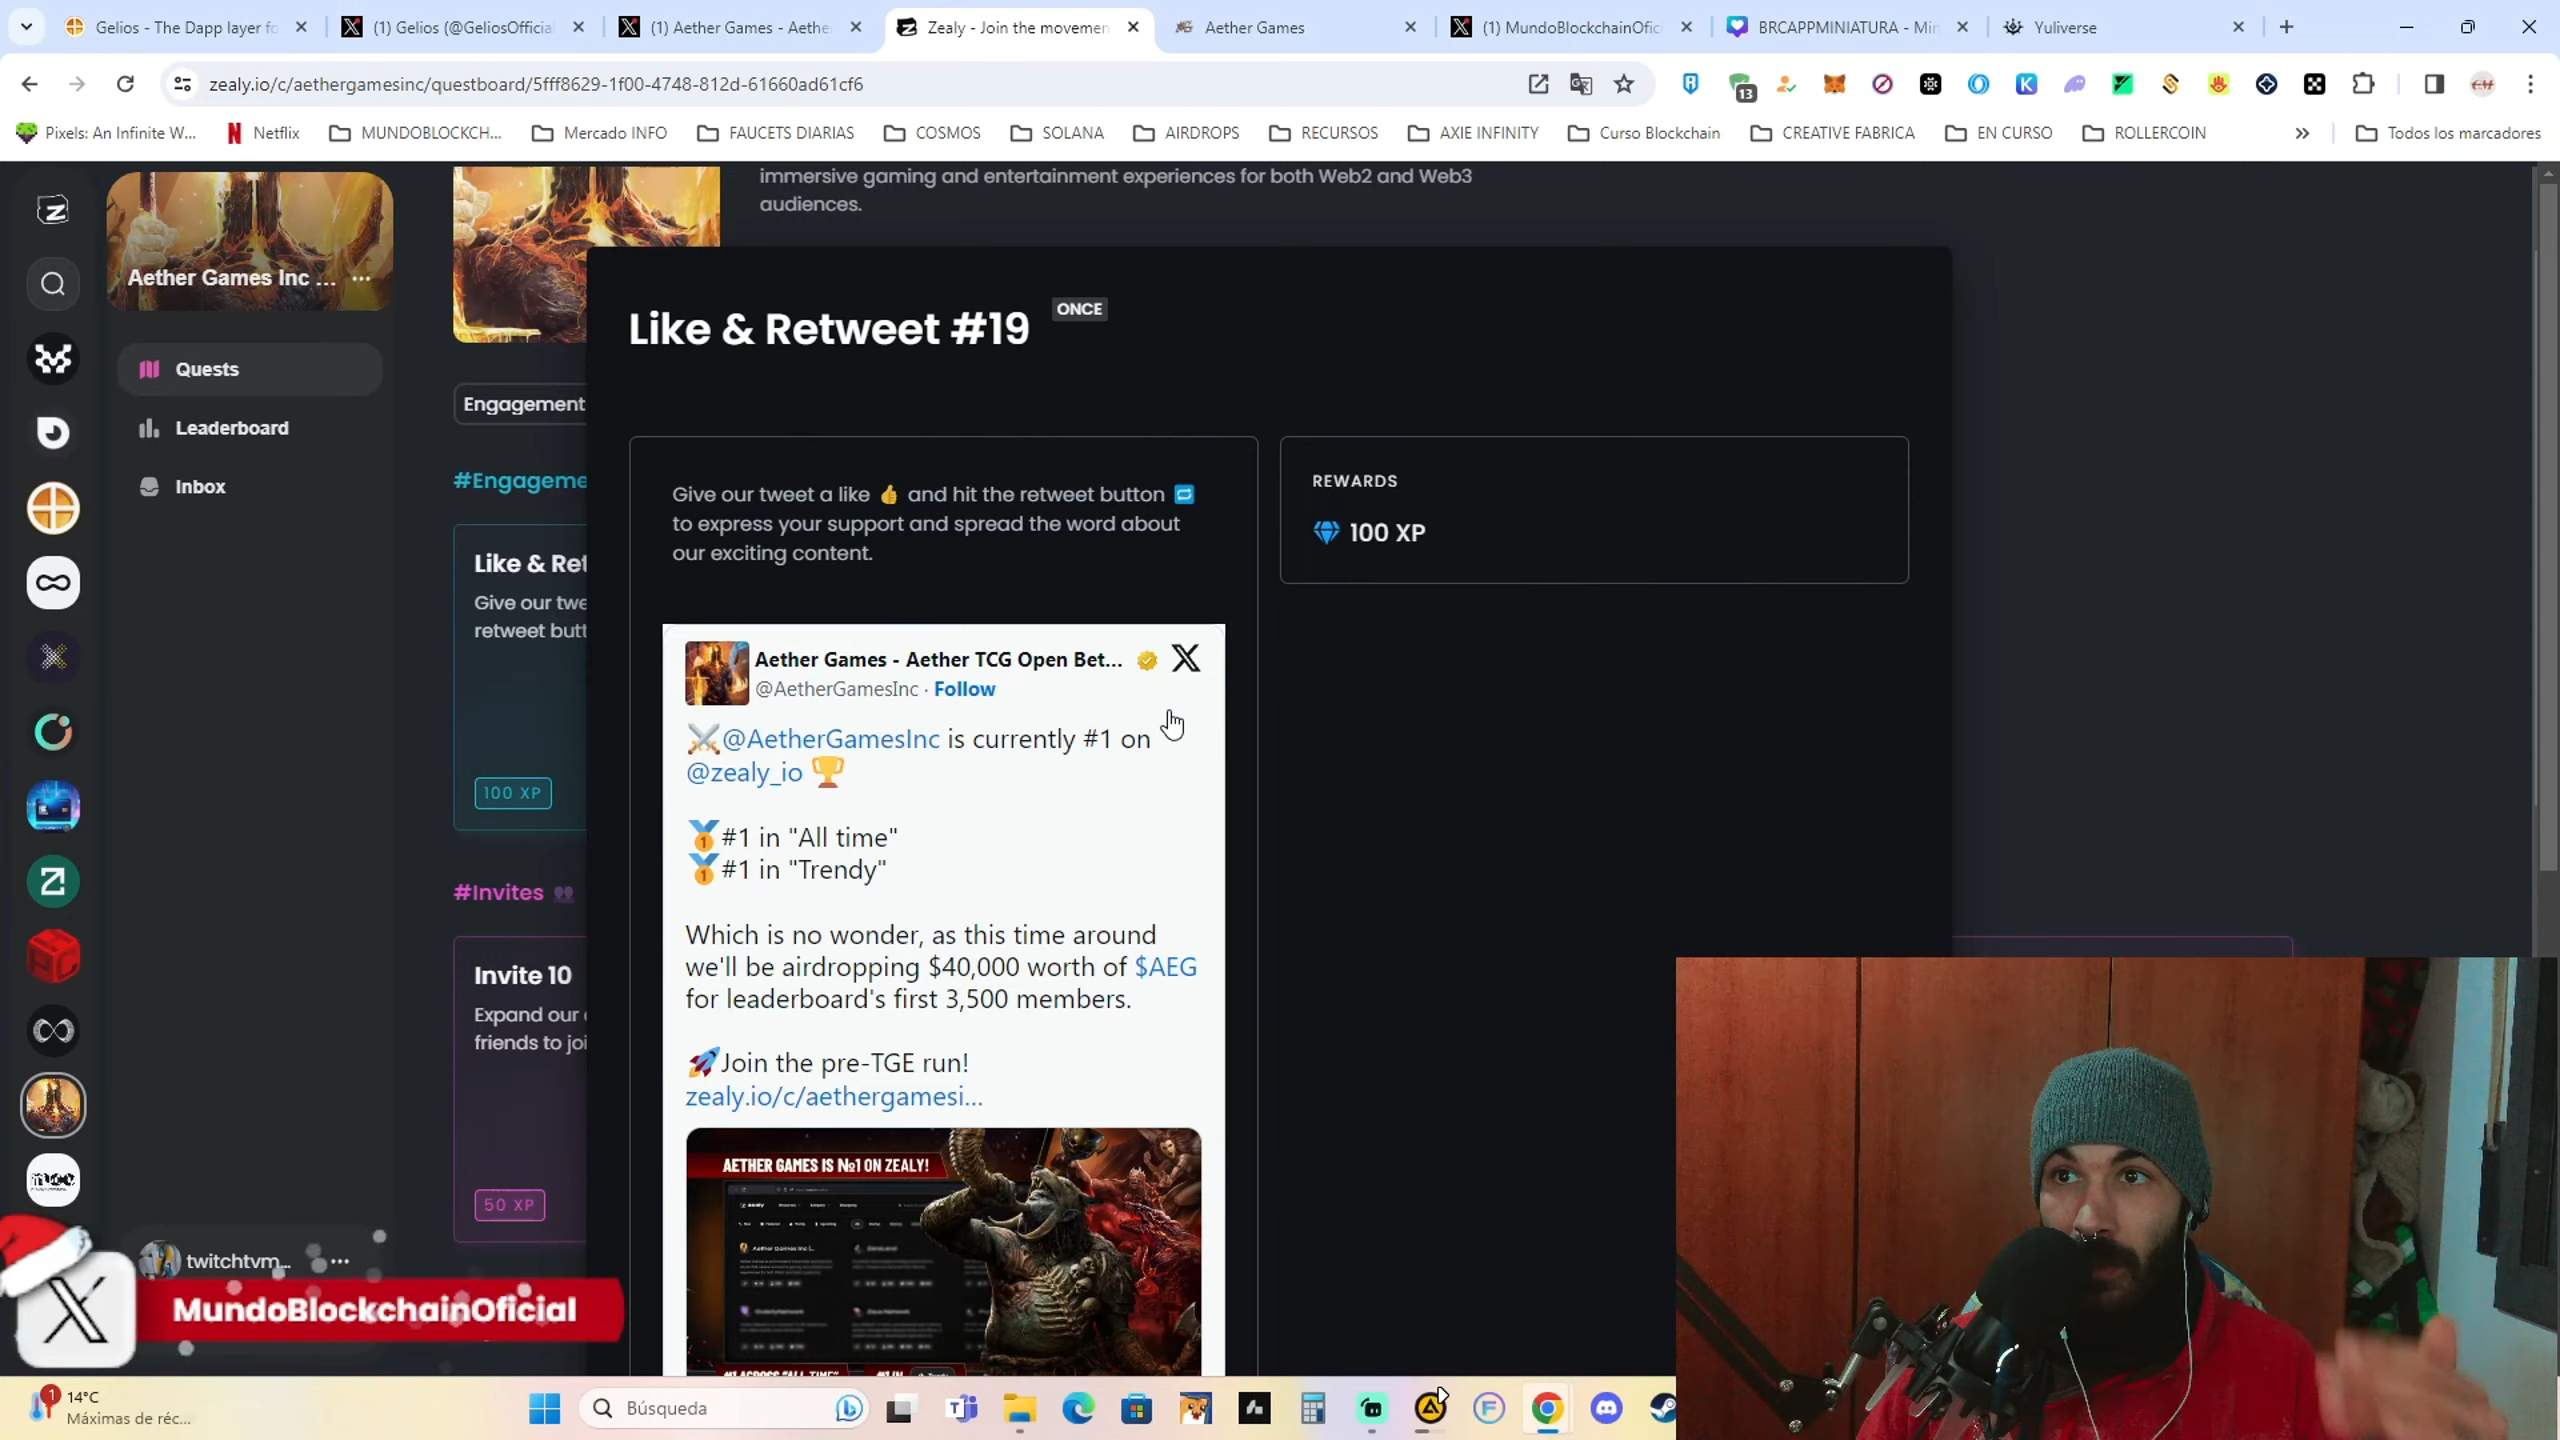 Gelios - The Dapp layer fo
(1) Gelios (@GeliosOfficial
(1) Aether Games - Aethe
Zealy - Join the movemen
Aether Games
(1) MundoBlockchainOfic
BRCAPPMINIATURA - Min
Yuliverse
zealy.io/c/aethergamesinc/questboard/5fff8629-1f00-4748-812d-61660ad61cf6
13
Pixels: An Infinite W...
Netflix
MUNDOBLOCKCH...
Mercado INFO
FAUCETS DIARIAS
COSMOS
SOLANA
AIRDROPS
RECURSOS
AXIE INFINITY
Curso Blockchain
CREATIVE FABRICA
EN CURSO
ROLLERCOIN
Todos los marcadores
immersive gaming and entertainment experiences for both Web2 and Web3
audiences.
Aether Games Inc ...
Quests
Leaderboard
Inbox
Engagement
#Engageme
Like & Ret
Give our twe
retweet butt
100 XP
#Invites
Invite 10
Expand our
friends to joi
50 XP
Like & Retweet #19
ONCE
Give our tweet a like 👍 and hit the retweet button 🔁
to express your support and spread the word about
our exciting content.
REWARDS
100 XP
Aether Games - Aether TCG Open Bet...
@AetherGamesInc · Follow
⚔️@AetherGamesInc is currently #1 on
@zealy_io 🏆
🥇#1 in "All time"
🥇#1 in "Trendy"
Which is no wonder, as this time around
we'll be airdropping $40,000 worth of $AEG
for leaderboard's first 3,500 members.
🚀Join the pre-TGE run!
zealy.io/c/aethergamesi...
AETHER GAMES IS №1 ON ZEALY!
twitchtvm...
MundoBlockchainOficial
1
14°C
Máximas de réc...
Búsqueda